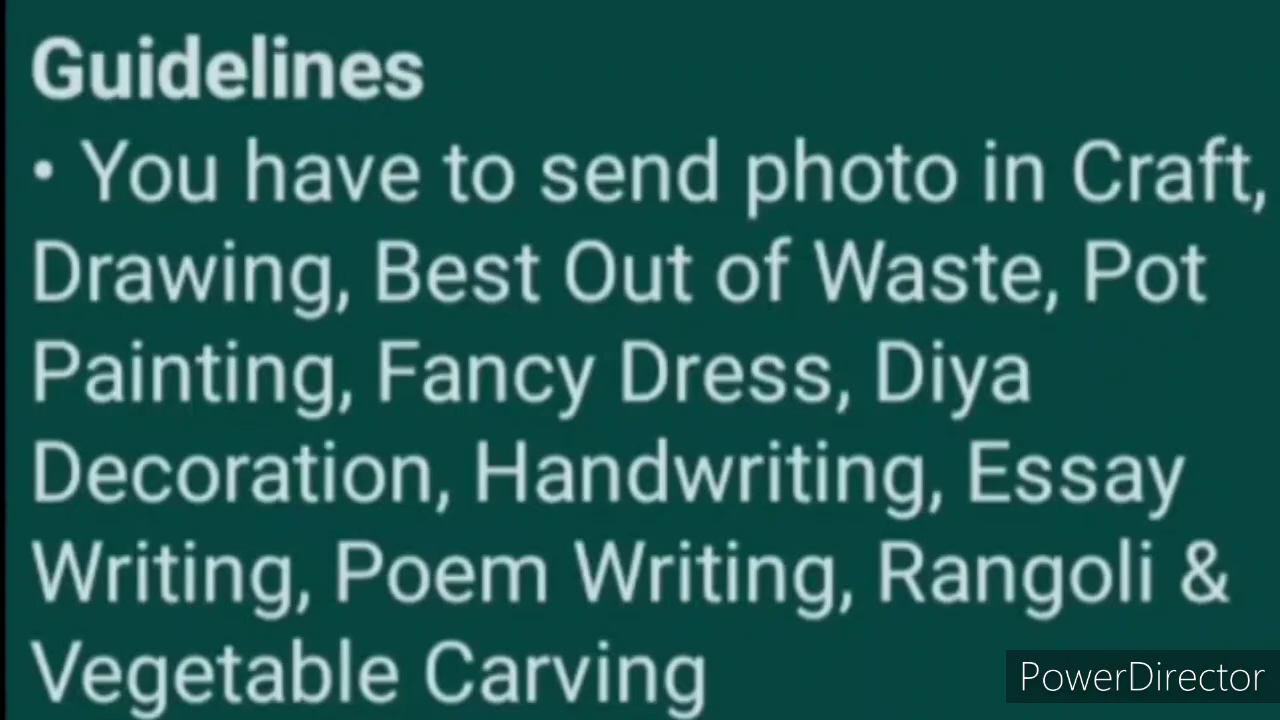 Guidelines
• You have to send photo in Craft,
Drawing, Best Out of Waste, Pot
Painting, Fancy Dress, Diya
Decoration, Handwriting, Essay
Writing, Poem Writing, Rangoli &
Vegetable Carving
PowerDirector